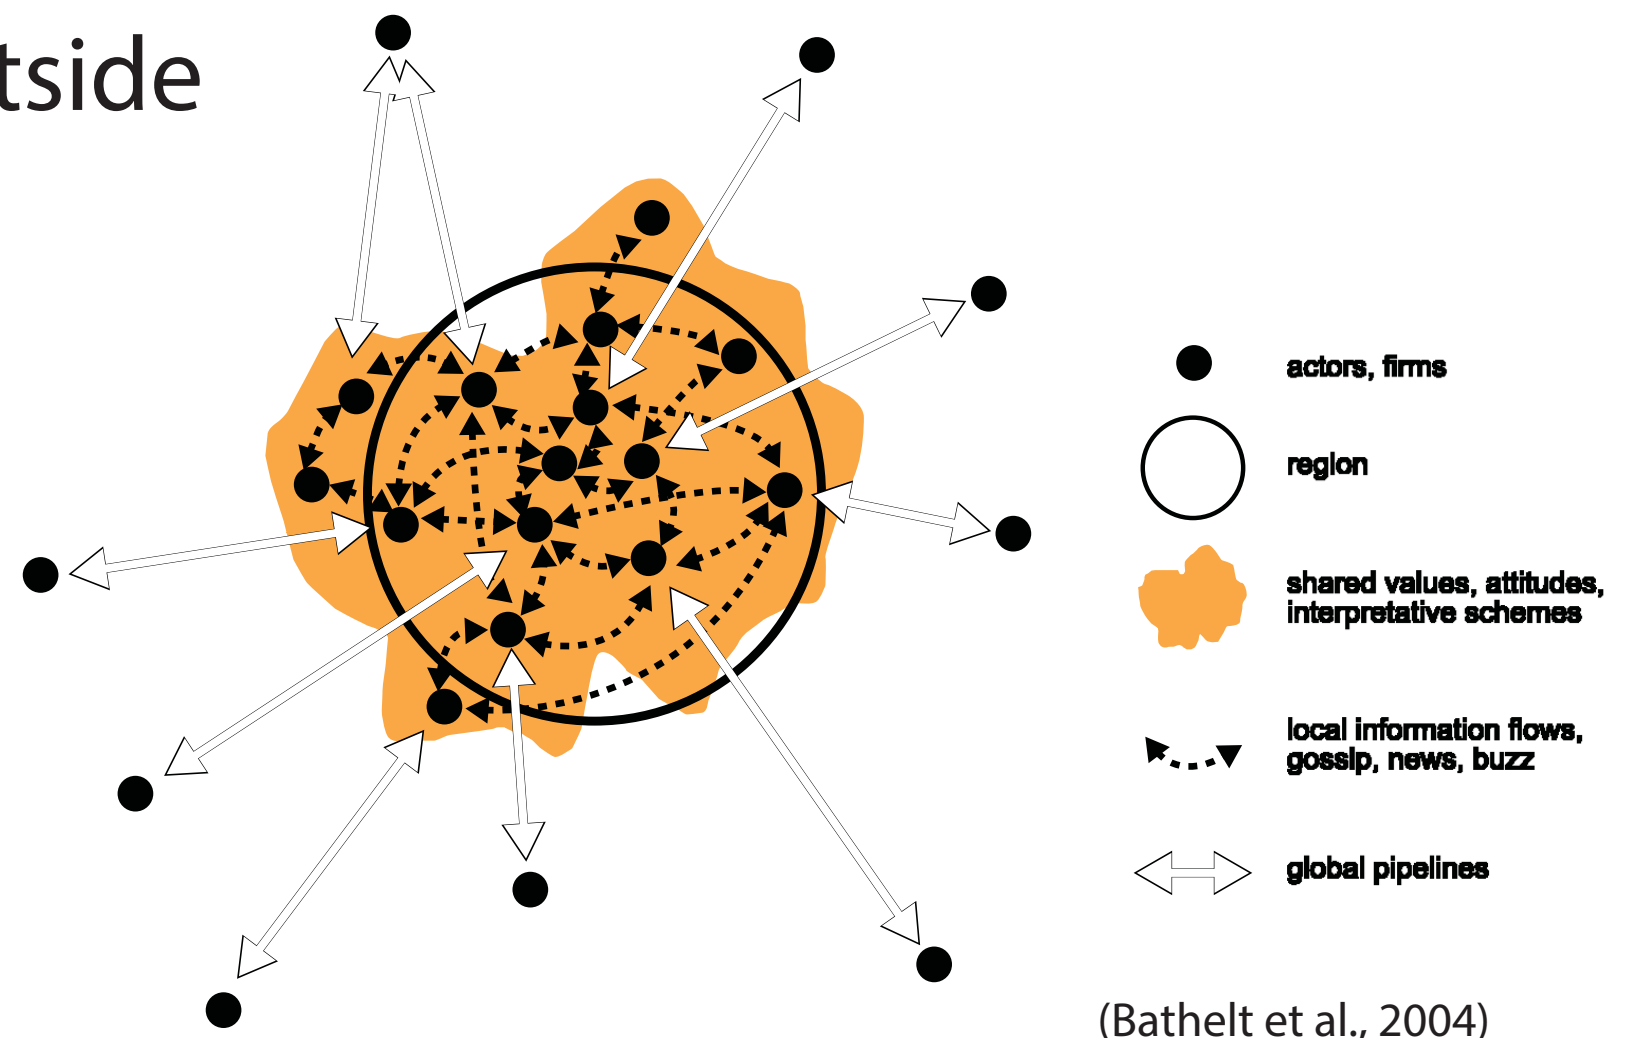 tside
actors, firms
region
shared values, attitudes,
interpretative schemes
local information flows,
gossip, news, buzz
global pipelines
(Bathelt et al., 2004)